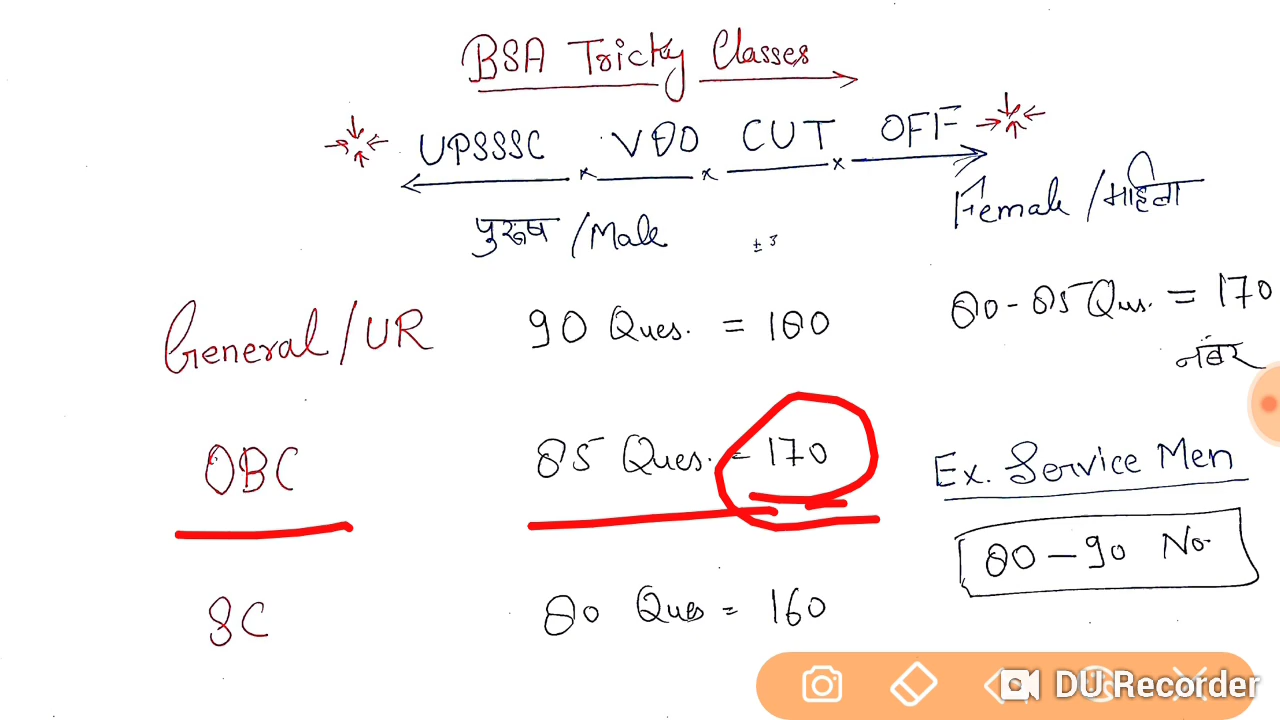 BSA Tricky Classes
UPSSSC VDO CUT OFF
पुरूष /Male ± 3 Female /महिला
General/UR 90 Ques. = 180 80-85 Qus. = 170
नंबर
OBC 85 Ques. = 170
Ex. Service Men
80-90 No.
SC 80 Ques = 160
DU Recorder